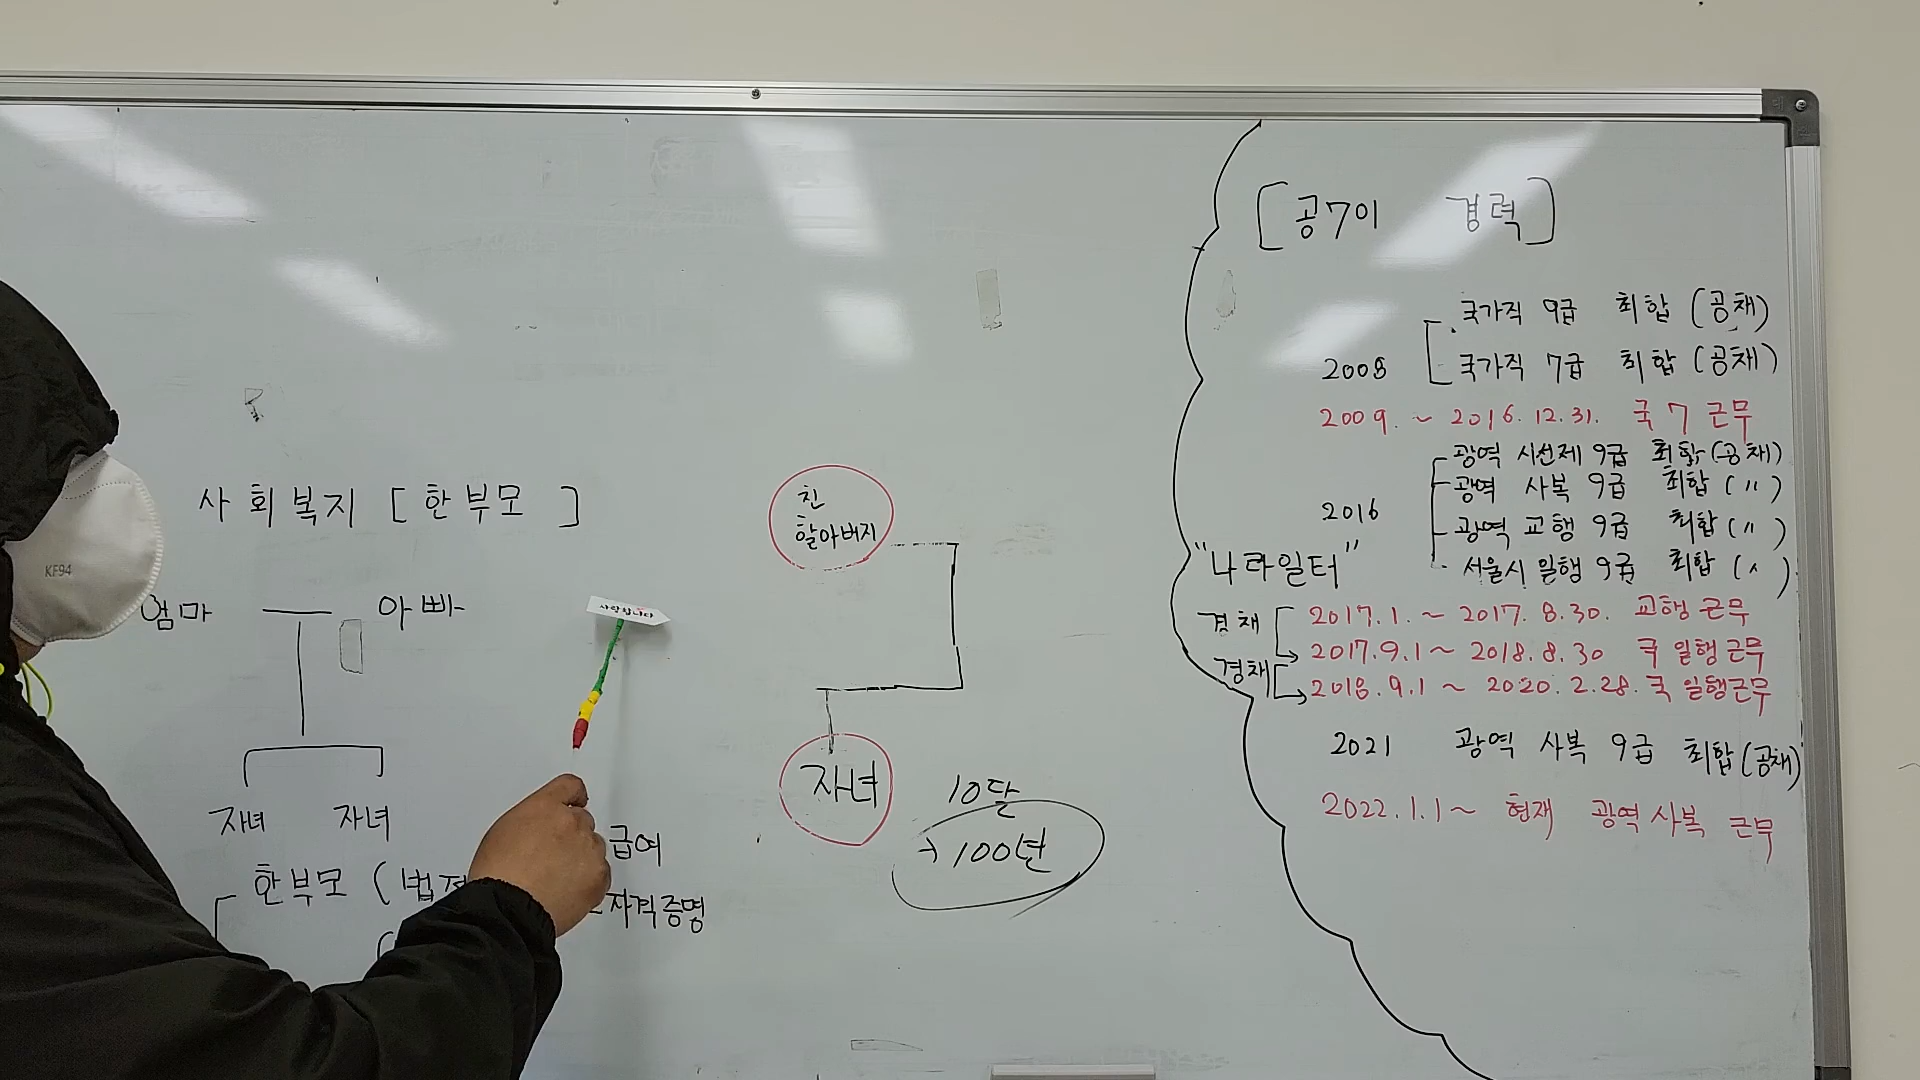 사회복지 [한부모 ]
엄마 아빠
자녀 자녀
한부모 (법정
급여
자격증명
KF94
사랑합니다
친
할아버지
자녀
10달
→ 100년
[공7이 경력]
국가직 9급 최합 (공채)
2008 국가직 7급 최합 (공채)
2009. ~ 2016. 12. 31. 국 7 근무
광역 시선제 9급 최합 (공채)
광역 사복 9급 최합 ( 〃 )
2016
광역 교행 9급 최합 ( 〃 )
서울시 일행 9급 최합 ( 〃 )
"나라일터"
경채 2017. 1. ~ 2017. 8. 30. 교행 근무
2017. 9. 1 ~ 2018. 8. 30 국 일행 근무
경채 2018. 9. 1 ~ 2020. 2. 28. 국 일행 근무
2021 광역 사복 9급 최합 (공채)
2022. 1. 1 ~ 현재 광역 사복 근무